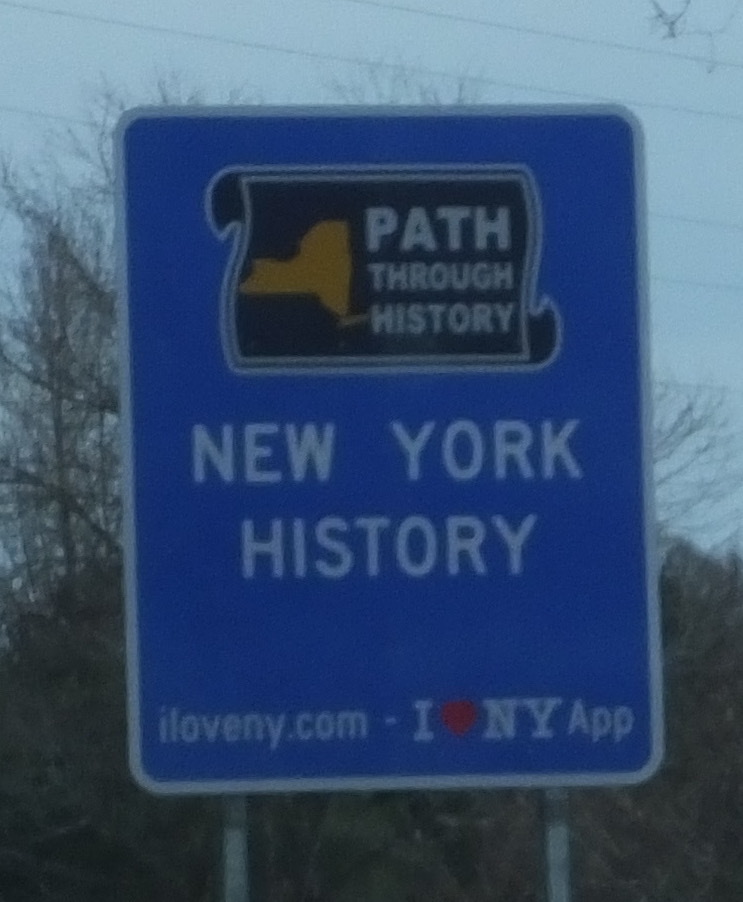 PATH
THROUGH
HISTORY
NEW YORK
HISTORY
iloveny.com - I♥NY App